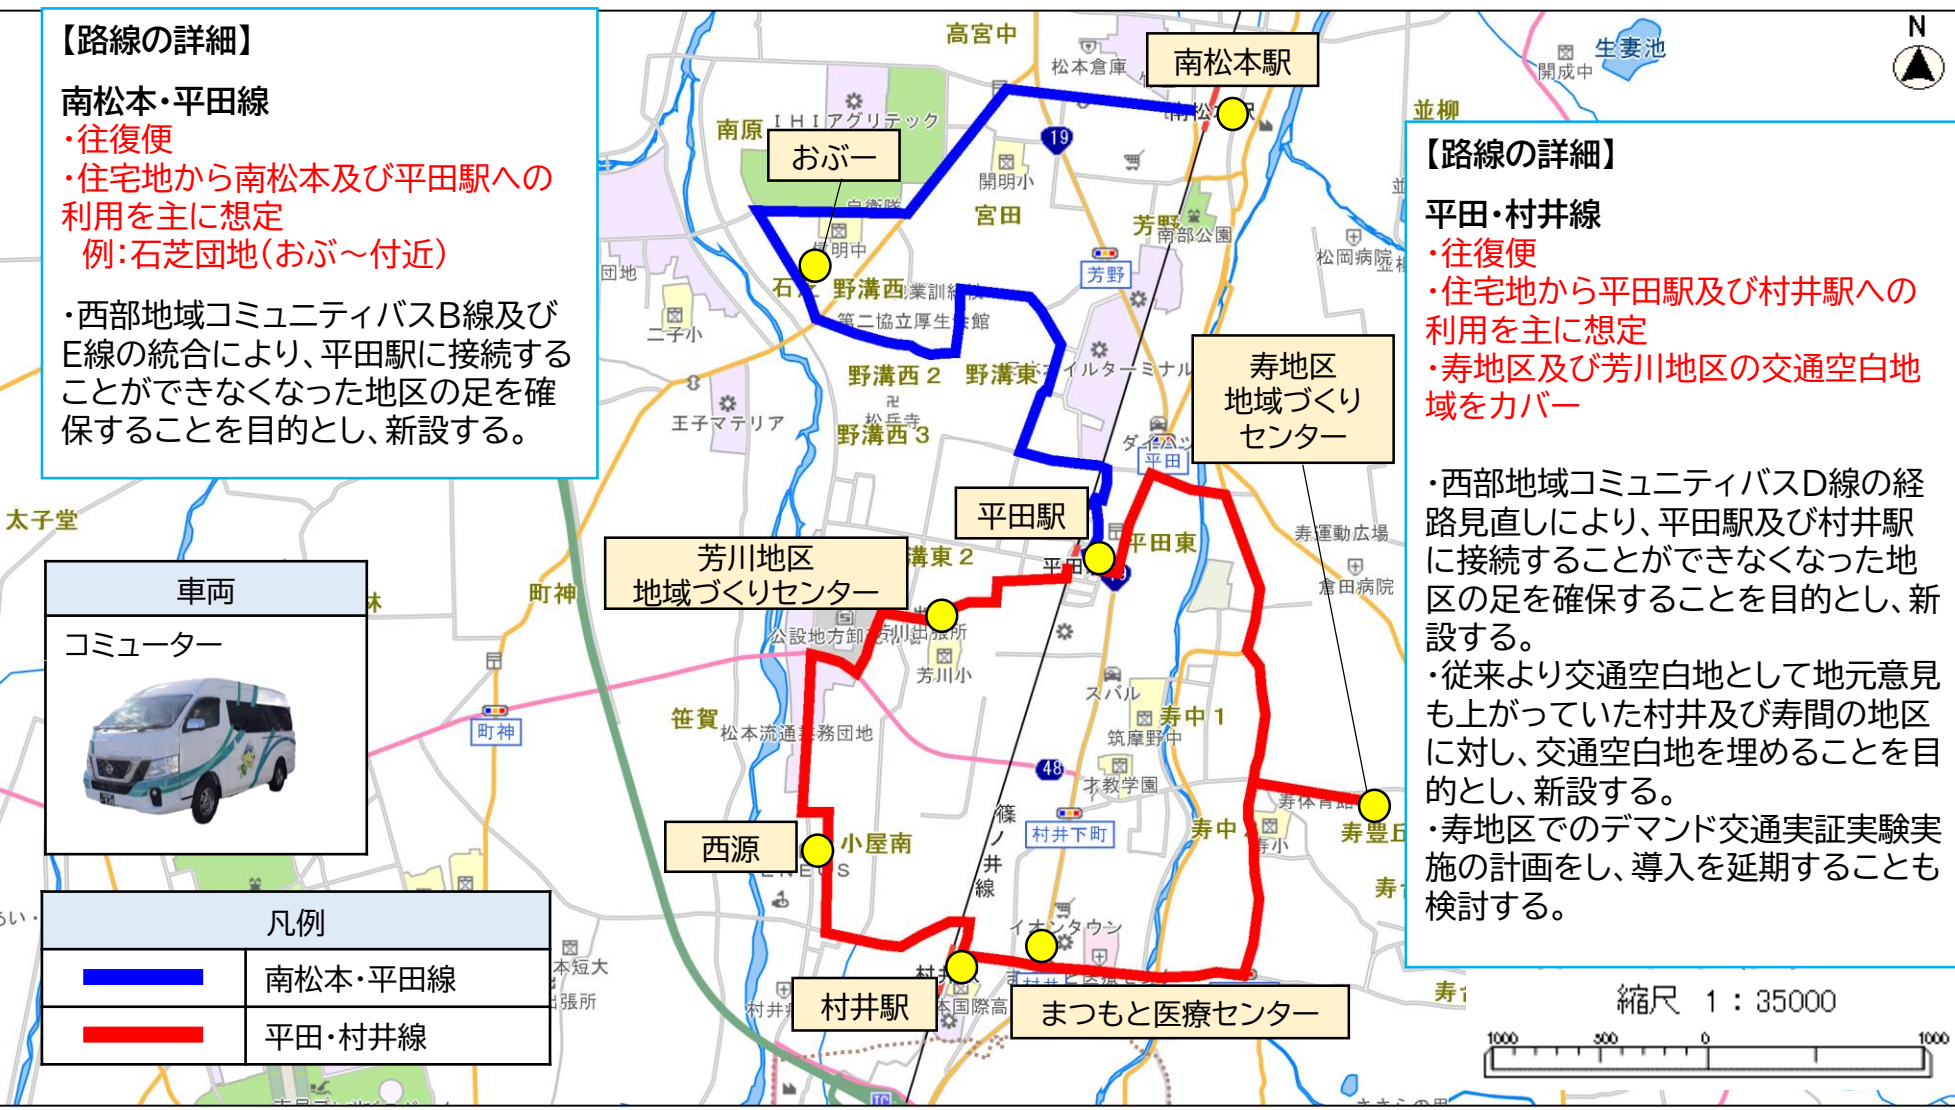 【路線の詳細】
南松本・平田線
・往復便
・住宅地から南松本及び平田駅への
利用を主に想定
例：石芝団地（おぶ～付近）
・西部地域コミュニティバスB線及び
E線の統合により、平田駅に接続する
ことができなくなった地区の足を確
保することを目的とし、新設する。
【路線の詳細】
平田・村井線
・往復便
・住宅地から平田駅及び村井駅への
利用を主に想定
・寿地区及び芳川地区の交通空白地
域をカバー
・西部地域コミュニティバスD線の経
路見直しにより、平田駅及び村井駅
に接続することができなくなった地
区の足を確保することを目的とし、新
設する。
・従来より交通空白地として地元意見
も上がっていた村井及び寿間の地区
に対し、交通空白地を埋めることを目
的とし、新設する。
・寿地区でのデマンド交通実証実験実
施の計画をし、導入を延期することも
検討する。
車両
コミューター
凡例
南松本・平田線
平田・村井線
南松本駅
おぶー
寿地区
地域づくり
センター
平田駅
芳川地区
地域づくりセンター
西源
村井駅
まつもと医療センター
N
高宮中
松本倉庫
開成中
生妻池
並柳
南原
IHIアグリテック
19
開明小
宮田
芳野
南部公園
芳野
松岡病院
信明中
団地
二子小
野溝西
第二協立厚生会館
野溝西2
野溝東
松岳寺
野溝西3
王子マテリア
平田
太子堂
町神
平田東
寿運動広場
倉田病院
溝東2
芳川小
スバル
笹賀
松本流通業務団地
町神
寿中1
筑摩野中
48
才教学園
村井下町
篠ノ井線
小屋南
寿小
イオンタウン
縮尺 1：35000
1000
500
0
1000